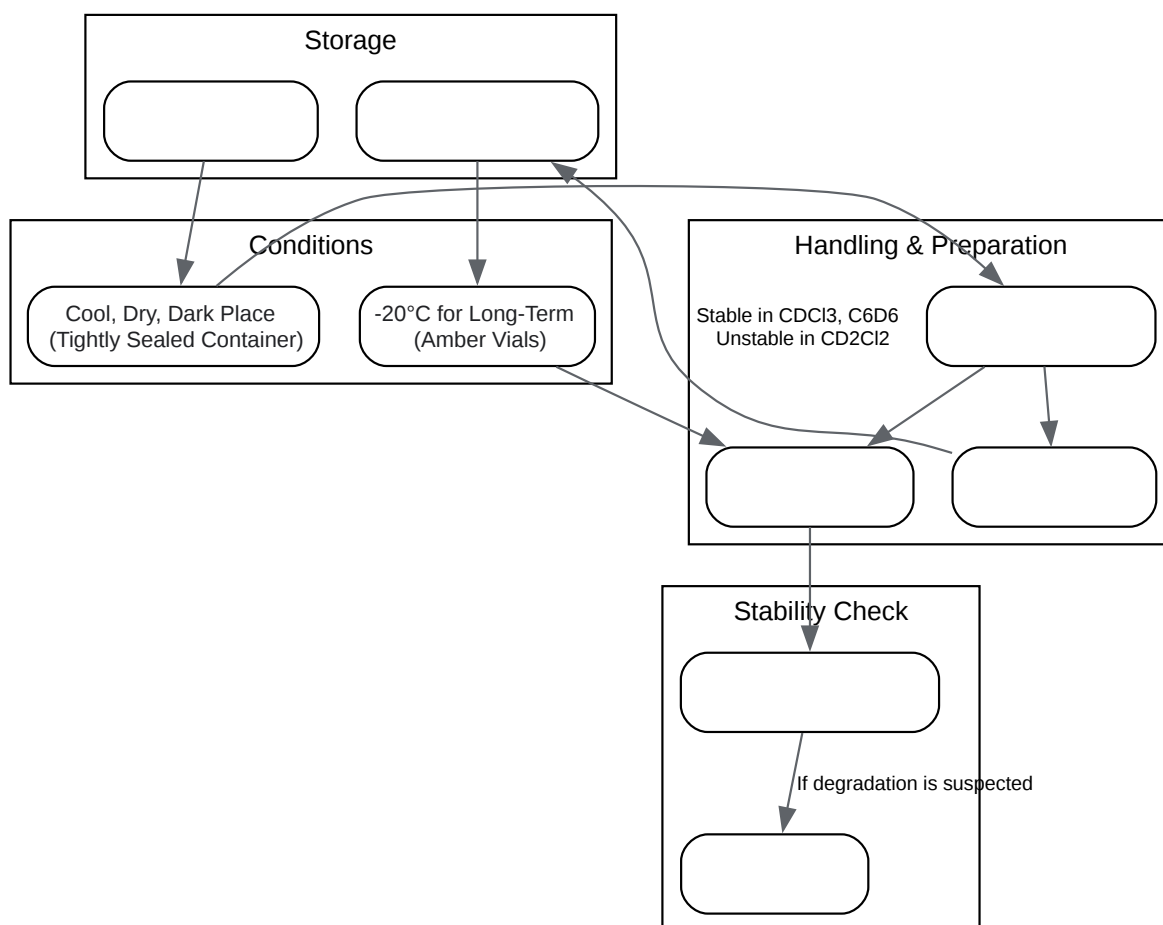 Storage
Conditions
Handling & Preparation
Cool, Dry, Dark Place
(Tightly Sealed Container)
-20°C for Long-Term
(Amber Vials)
Stable in CDCl3, C6D6
Unstable in CD2Cl2
Stability Check
If degradation is suspected